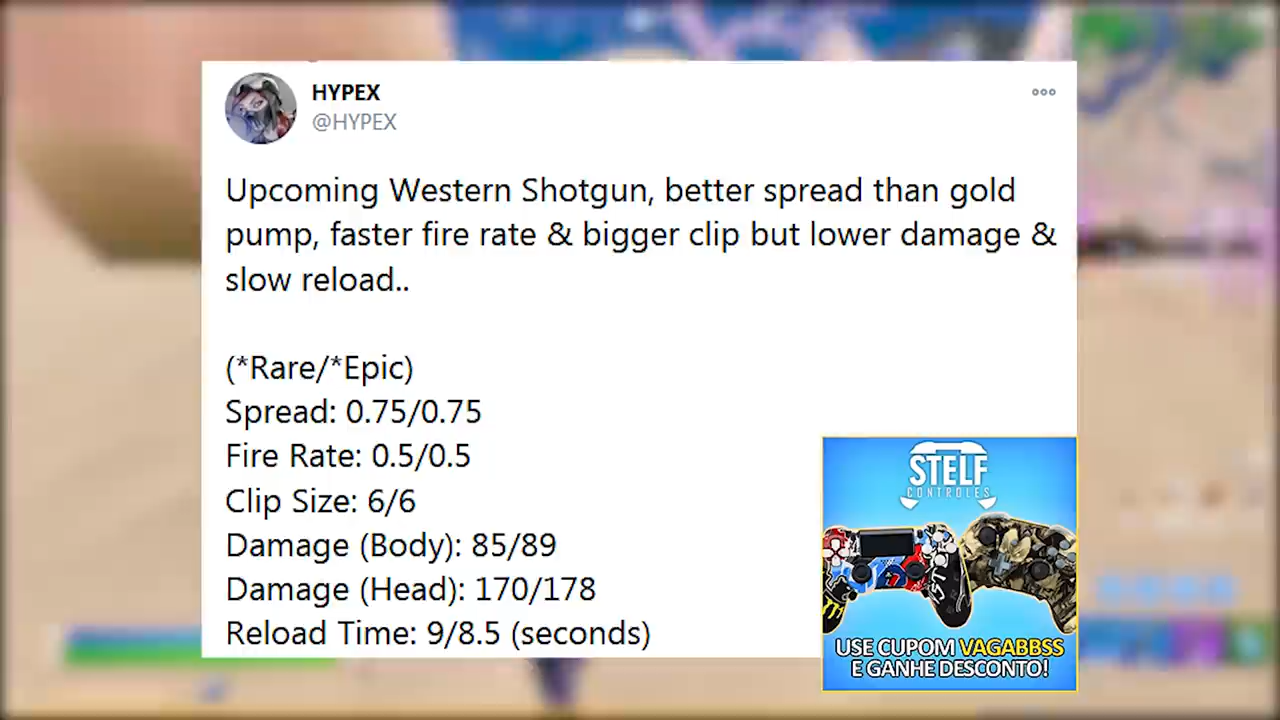 HYPEX
@HYPEX
Upcoming Western Shotgun, better spread than gold
pump, faster fire rate & bigger clip but lower damage &
slow reload..
(*Rare/*Epic)
Spread: 0.75/0.75
Fire Rate: 0.5/0.5
Clip Size: 6/6
Damage (Body): 85/89
Damage (Head): 170/178
Reload Time: 9/8.5 (seconds)
STELF
CONTROLES
USE CUPOM VAGABBSS
E GANHE DESCONTO!